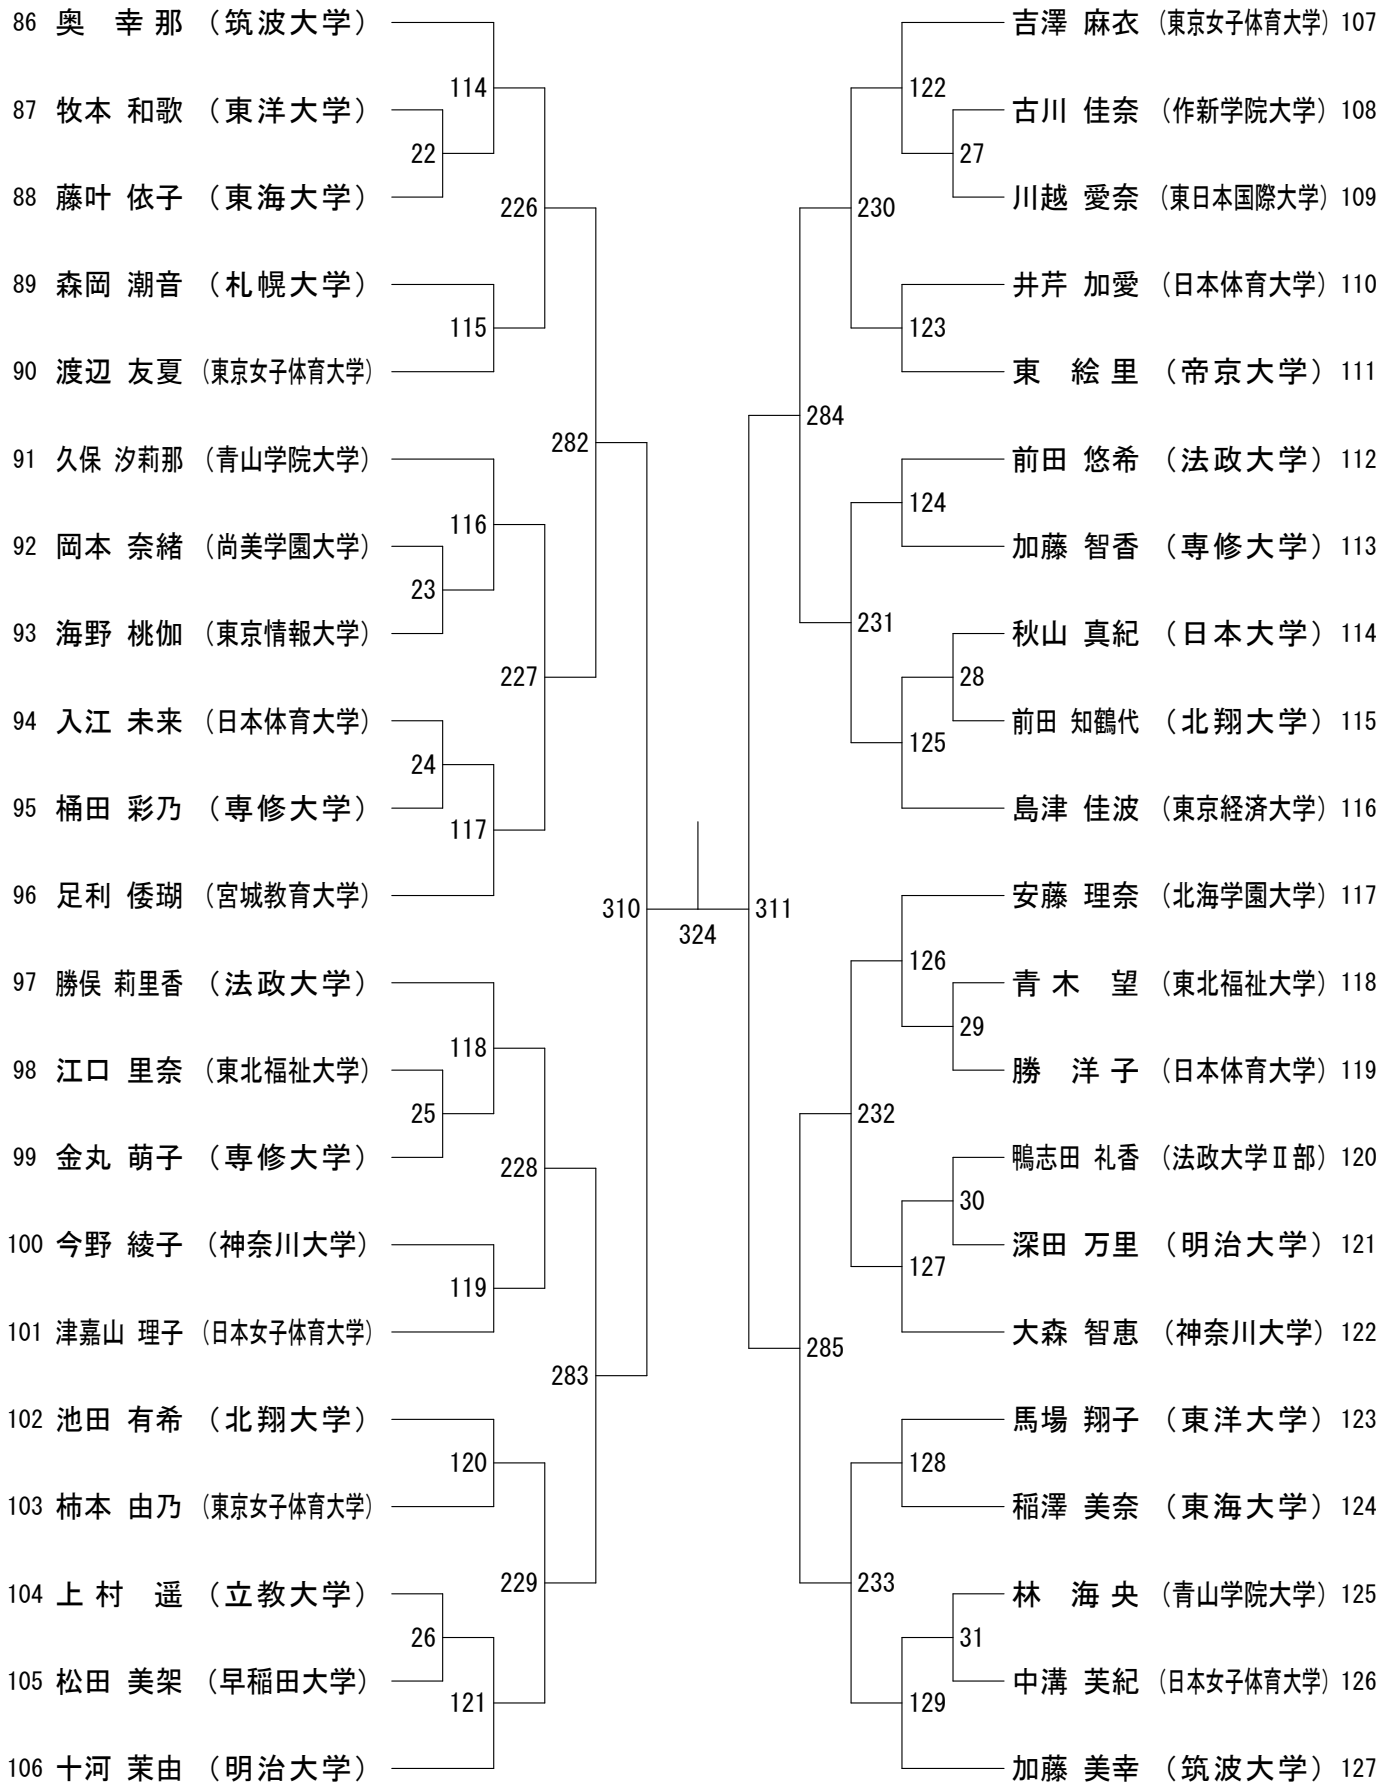 86 奥　幸那 （筑波大学）
114
87 牧本 和歌 （東洋大学）
22
88 藤叶 依子 （東海大学）
226
89 森岡 潮音 （札幌大学）
115
90 渡辺 友夏 （東京女子体育大学）
282
91 久保 汐莉那 （青山学院大学）
116
92 岡本 奈緒 （尚美学園大学）
23
93 海野 桃伽 （東京情報大学）
227
94 入江 未来 （日本体育大学）
24
95 桶田 彩乃 （専修大学）
117
96 足利 倭瑚 （宮城教育大学）
310
324
97 勝俣 莉里香 （法政大学）
118
98 江口 里奈 （東北福祉大学）
25
99 金丸 萌子 （専修大学）
228
100 今野 綾子 （神奈川大学）
119
101 津嘉山 理子 （日本女子体育大学）
283
102 池田 有希 （北翔大学）
120
103 柿本 由乃 （東京女子体育大学）
229
104 上村　遥 （立教大学）
26
105 松田 美架 （早稲田大学）
121
106 十河 茉由 （明治大学）
吉澤 麻衣 （東京女子体育大学） 107
122
古川 佳奈 （作新学院大学） 108
27
川越 愛奈 （東日本国際大学） 109
230
井芹 加愛 （日本体育大学） 110
123
東　絵里 （帝京大学） 111
284
前田 悠希 （法政大学） 112
124
加藤 智香 （専修大学） 113
231
秋山 真紀 （日本大学） 114
28
前田 知鶴代 （北翔大学） 115
125
島津 佳波 （東京経済大学） 116
311
安藤 理奈 （北海学園大学） 117
126
青木　望 （東北福祉大学） 118
29
勝　洋子 （日本体育大学） 119
232
鴨志田 礼香 （法政大学Ⅱ部） 120
30
深田 万里 （明治大学） 121
127
大森 智恵 （神奈川大学） 122
285
馬場 翔子 （東洋大学） 123
128
稲澤 美奈 （東海大学） 124
233
林　海央 （青山学院大学） 125
31
中溝 芙紀 （日本女子体育大学） 126
129
加藤 美幸 （筑波大学） 127